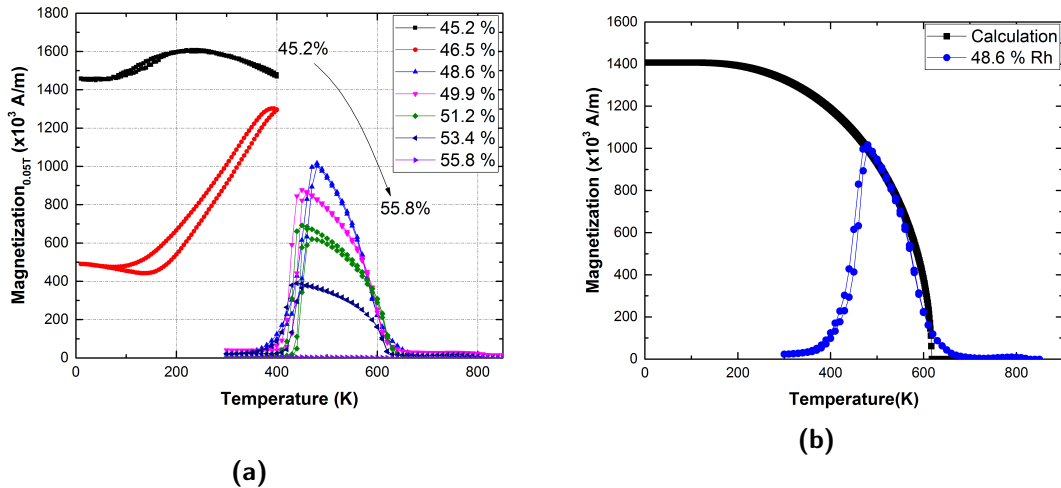 1800
1600
1400
1200
1000
800
600
400
200
0
Magnetization0.05T (x10³ A/m)
0 200 400 600 800
Temperature (K)
45.2 %
46.5 %
48.6 %
49.9 %
51.2 %
53.4 %
55.8 %
45.2%
55.8%
(a)
1600
1400
1200
1000
800
600
400
200
0
Magnetization (x10³ A/m)
0 200 400 600 800
Temperature(K)
Calculation
48.6 % Rh
(b)